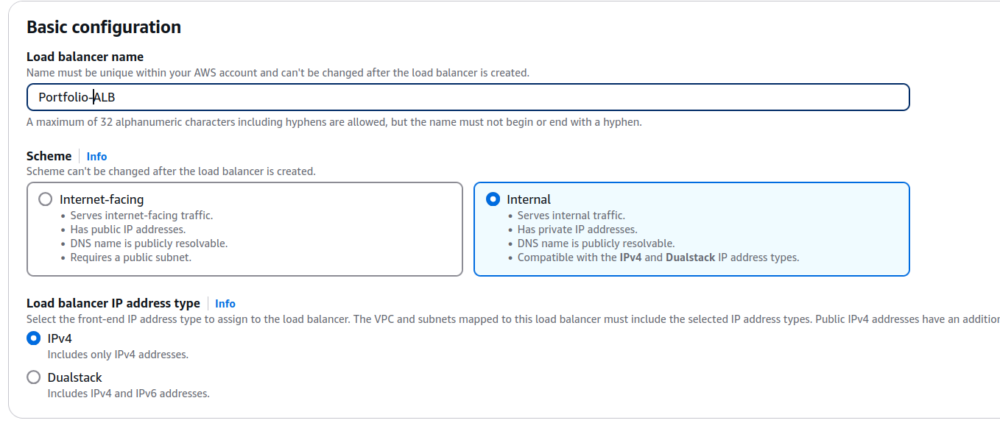 Basic configuration
Load balancer name
Name must be unique within your AWS account and can't be changed after the load balancer is created.
Portfolio-ALB
A maximum of 32 alphanumeric characters including hyphens are allowed, but the name must not begin or end with a hyphen.
Scheme Info
Scheme can't be changed after the load balancer is created.
Internet-facing
• Serves internet-facing traffic.
• Has public IP addresses.
• DNS name is publicly resolvable.
• Requires a public subnet.
Internal
• Serves internal traffic.
• Has private IP addresses.
• DNS name is publicly resolvable.
• Compatible with the IPv4 and Dualstack IP address types.
Load balancer IP address type Info
Select the front-end IP address type to assign to the load balancer. The VPC and subnets mapped to this load balancer must include the selected IP address types. Public IPv4 addresses have an
IPv4
Includes only IPv4 addresses.
Dualstack
Includes IPv4 and IPv6 addresses.